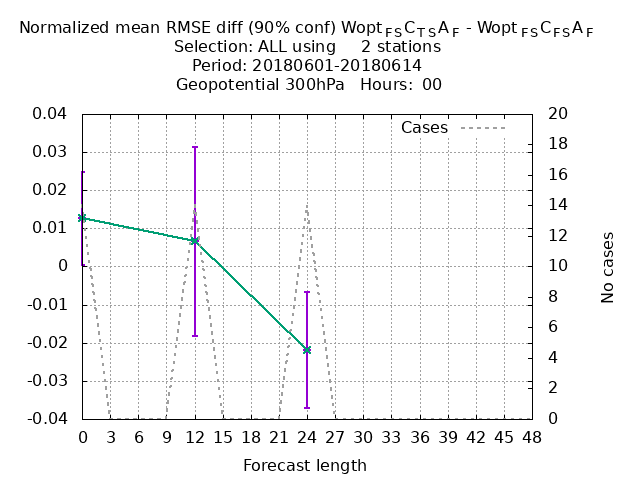 Normalized mean RMSE diff (90% conf) Wopt FS C T S A F - Wopt FS C F S A F
Selection: ALL using 2 stations
Period: 20180601-20180614
Geopotential 300hPa Hours: 00
Cases
0.04
0.03
0.02
0.01
0
-0.01
-0.02
-0.03
-0.04
20
18
16
14
12
10
8
6
4
2
0
No cases
0 3 6 9 12 15 18 21 24 27 30 33 36 39 42 45 48
Forecast length